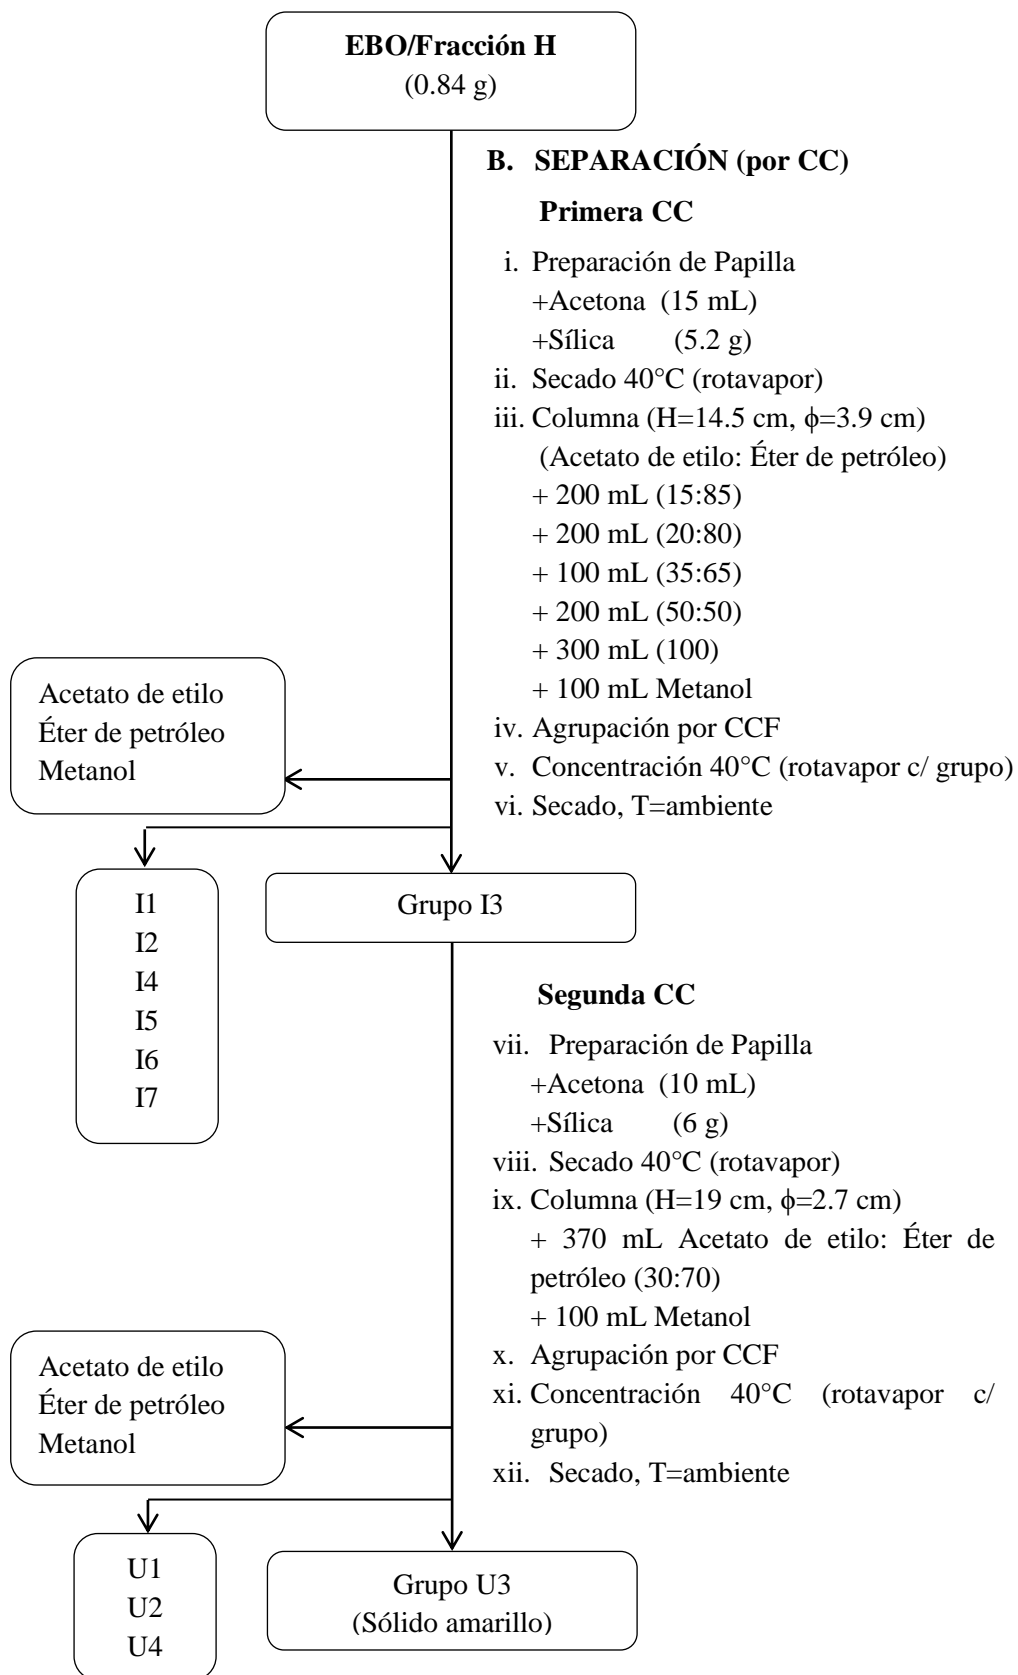 EBO/Fracción H
(0.84 g)
B. SEPARACIÓN (por CC)
Primera CC
i. Preparación de Papilla
+Acetona (15 mL)
+Sílica (5.2 g)
ii. Secado 40°C (rotavapor)
iii. Columna (H=14.5 cm, ϕ=3.9 cm)
(Acetato de etilo: Éter de petróleo)
+ 200 mL (15:85)
+ 200 mL (20:80)
+ 100 mL (35:65)
+ 200 mL (50:50)
+ 300 mL (100)
+ 100 mL Metanol
iv. Agrupación por CCF
v. Concentración 40°C (rotavapor c/ grupo)
vi. Secado, T=ambiente
Acetato de etilo
Éter de petróleo
Metanol
I1
I2
I4
I5
I6
I7
Grupo I3
Segunda CC
vii. Preparación de Papilla
+Acetona (10 mL)
+Sílica (6 g)
viii. Secado 40°C (rotavapor)
ix. Columna (H=19 cm, ϕ=2.7 cm)
+ 370 mL Acetato de etilo: Éter de
petróleo (30:70)
+ 100 mL Metanol
x. Agrupación por CCF
xi. Concentración 40°C (rotavapor c/
grupo)
xii. Secado, T=ambiente
Acetato de etilo
Éter de petróleo
Metanol
U1
U2
U4
Grupo U3
(Sólido amarillo)